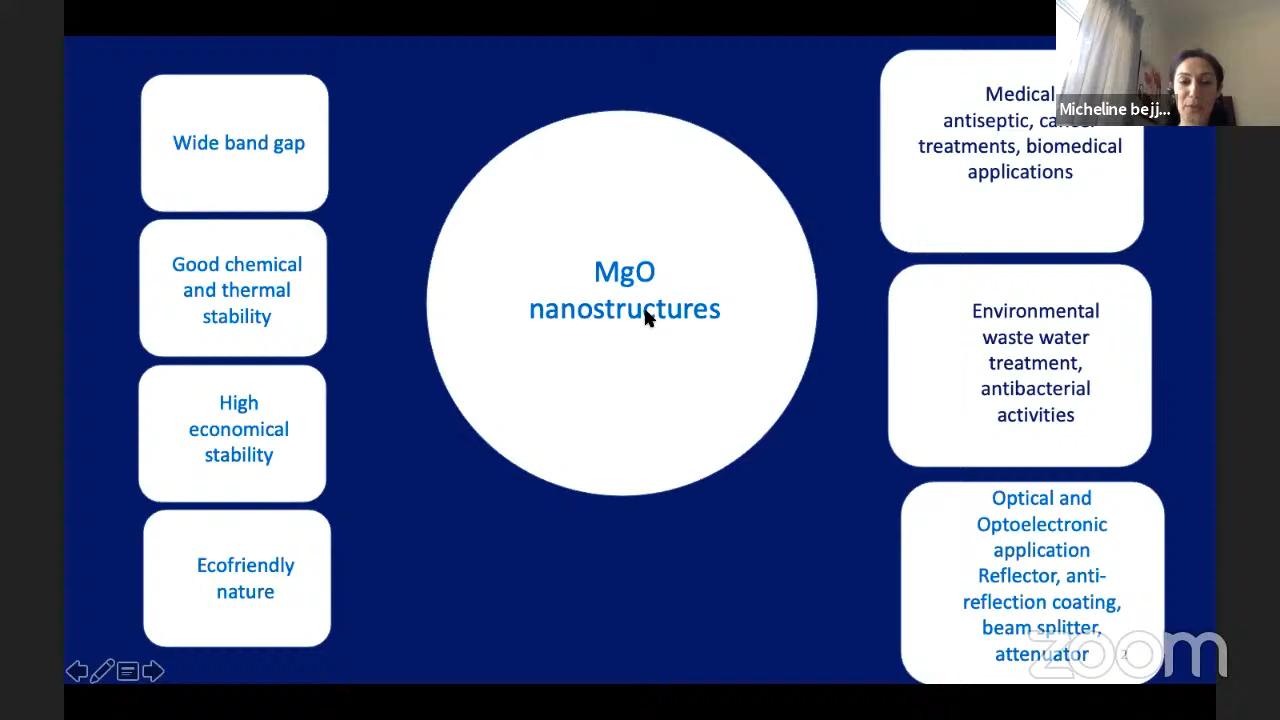 Wide band gap
Good chemical
and thermal
stability
High
economical
stability
Ecofriendly
nature
MgO
nanostructures
Medical
antiseptic, cancer
treatments, biomedical
applications
Micheline bejj...
Environmental
waste water
treatment,
antibacterial
activities
Optical and
Optoelectronic
application
Reflector, anti-
reflection coating,
beam splitter,
attenuator
2
zoom